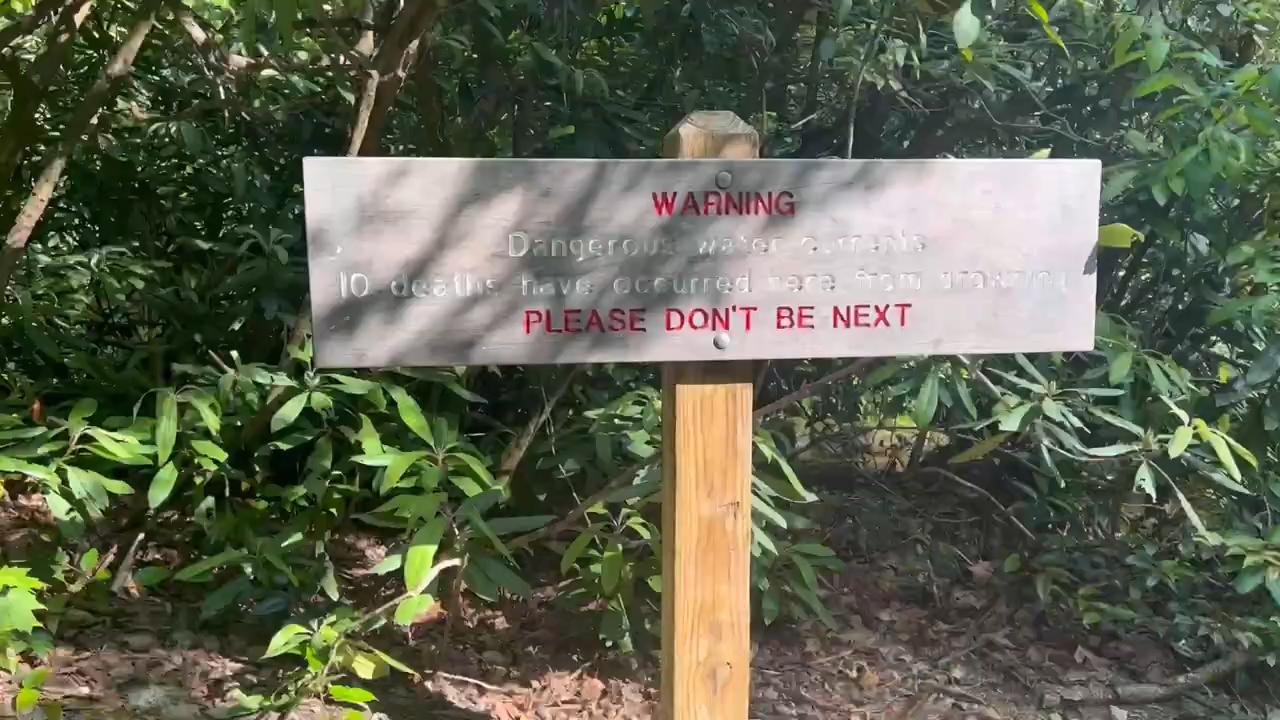 WARNING
Dangerous water currents
10 deaths have occurred here from drowning
PLEASE DON'T BE NEXT